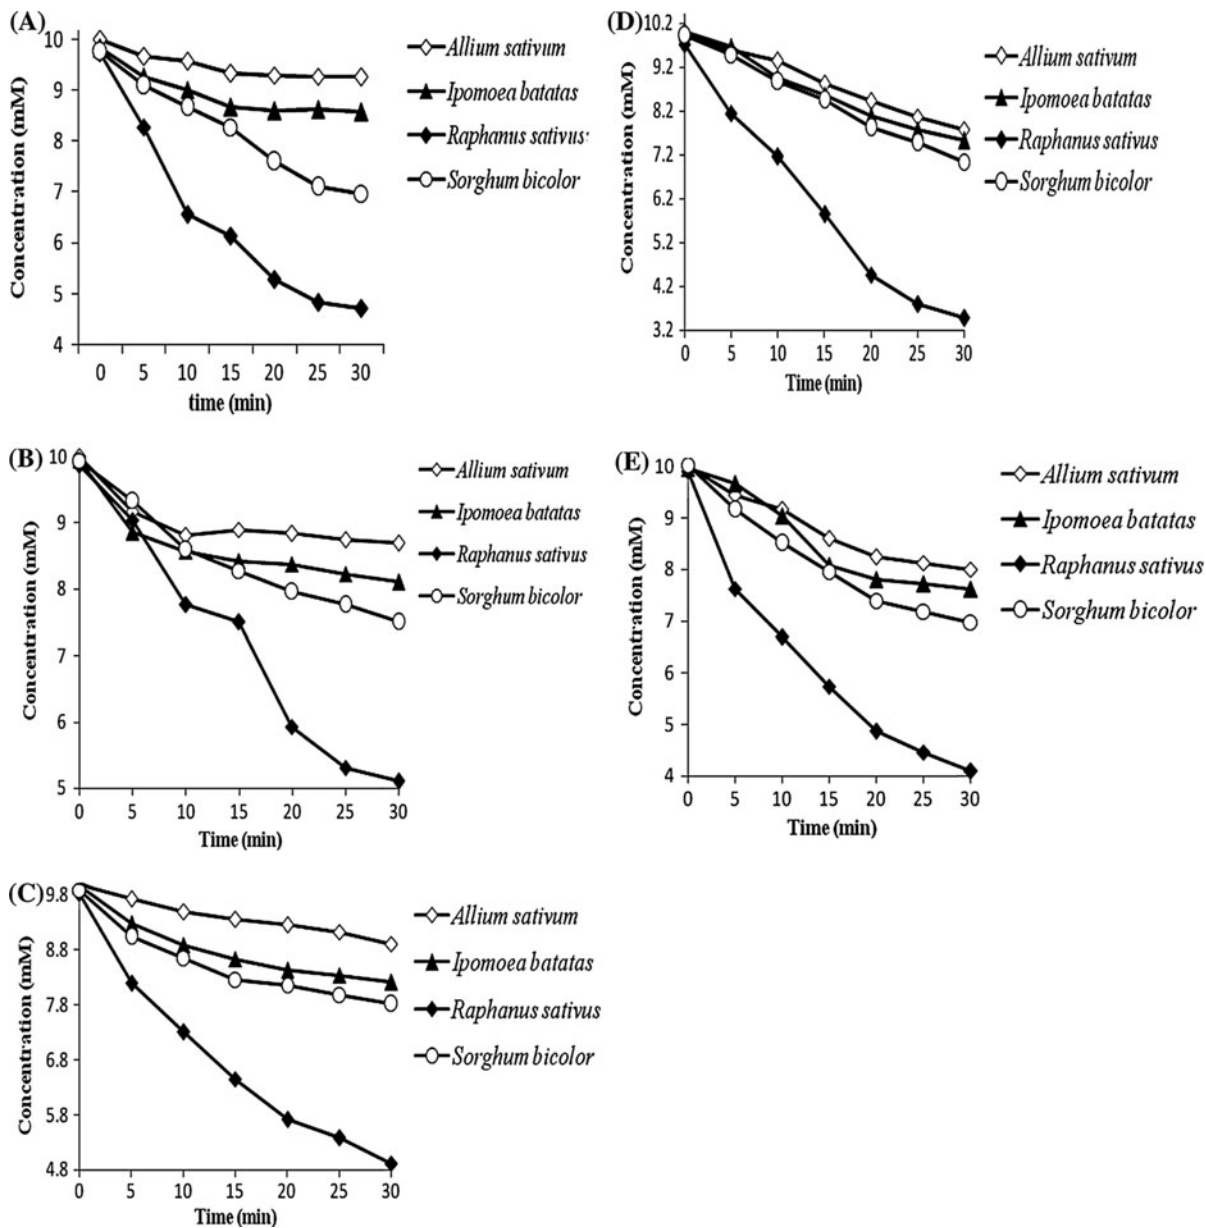 (A)
10
9
8
7
6
5
4
Concentration (mM)
0 5 10 15 20 25 30
time (min)
Allium sativum
Ipomoea batatas
Raphanus sativus:
Sorghum bicolor
(D)
10.2
9.2
8.2
7.2
6.2
5.2
4.2
3.2
Concentration (mM)
0 5 10 15 20 25 30
Time (min)
Allium sativum
Ipomoea batatas
Raphanus sativus
Sorghum bicolor
(B)
10
9
8
7
6
5
Concentration (mM)
0 5 10 15 20 25 30
Time (min)
Allium sativum
Ipomoea batatas
Raphanus sativus
Sorghum bicolor
(E)
10
9
8
7
6
5
4
Concentration (mM)
0 5 10 15 20 25 30
Time (min)
Allium sativum
Ipomoea batatas
Raphanus sativus
Sorghum bicolor
(C)
9.8
8.8
7.8
6.8
5.8
4.8
Concentration (mM)
0 5 10 15 20 25 30
Time (min)
Allium sativum
Ipomoea batatas
Raphanus sativus
Sorghum bicolor